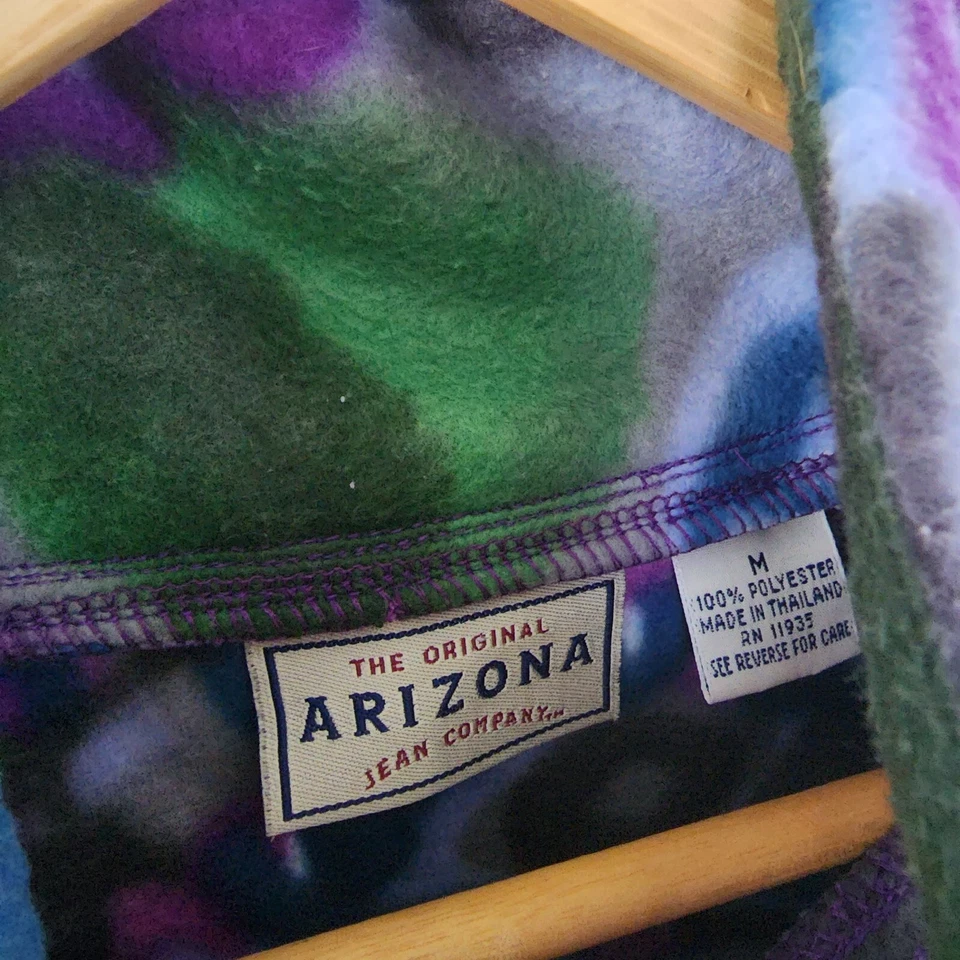 THE ORIGINAL
ARIZONA
JEAN COMPANY
M
100% POLYESTER
MADE IN THAILAND
RN 11935
SEE REVERSE FOR CARE